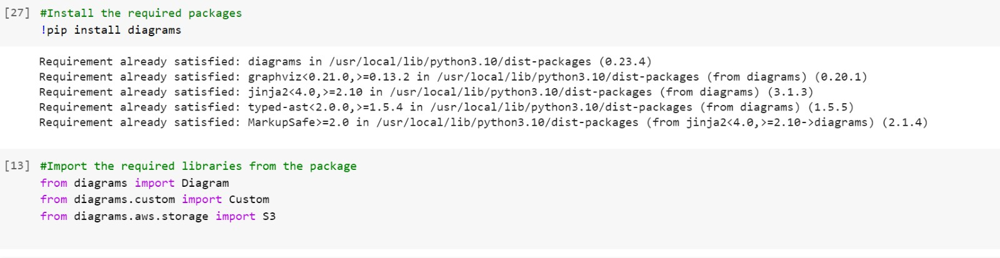 [27] #Install the required packages
!pip install diagrams
Requirement already satisfied: diagrams in /usr/local/lib/python3.10/dist-packages (0.23.4)
Requirement already satisfied: graphviz<0.21.0,>=0.13.2 in /usr/local/lib/python3.10/dist-packages (from diagrams) (0.20.1)
Requirement already satisfied: jinja2<4.0,>=2.10 in /usr/local/lib/python3.10/dist-packages (from diagrams) (3.1.3)
Requirement already satisfied: typed-ast<2.0.0,>=1.5.4 in /usr/local/lib/python3.10/dist-packages (from diagrams) (1.5.5)
Requirement already satisfied: MarkupSafe>=2.0 in /usr/local/lib/python3.10/dist-packages (from jinja2<4.0,>=2.10->diagrams) (2.1.4)
[13] #Import the required libraries from the package
from diagrams import Diagram
from diagrams.custom import Custom
from diagrams.aws.storage import S3